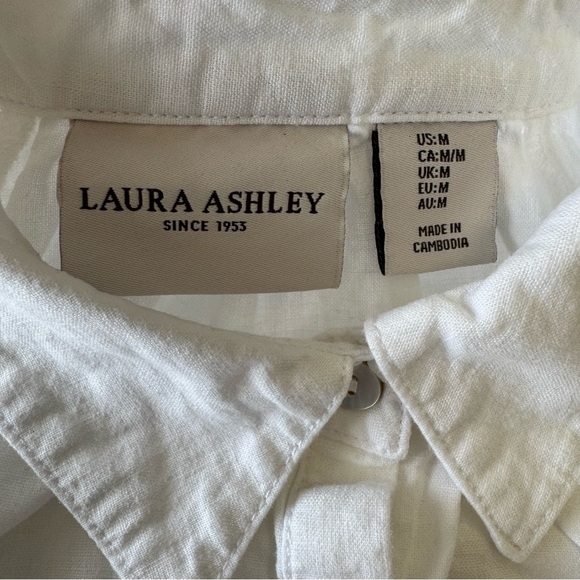 LAURA ASHLEY
SINCE 1953
US:M
CA:M/M
UK:M
EU:M
AU:M
MADE IN
CAMBODIA